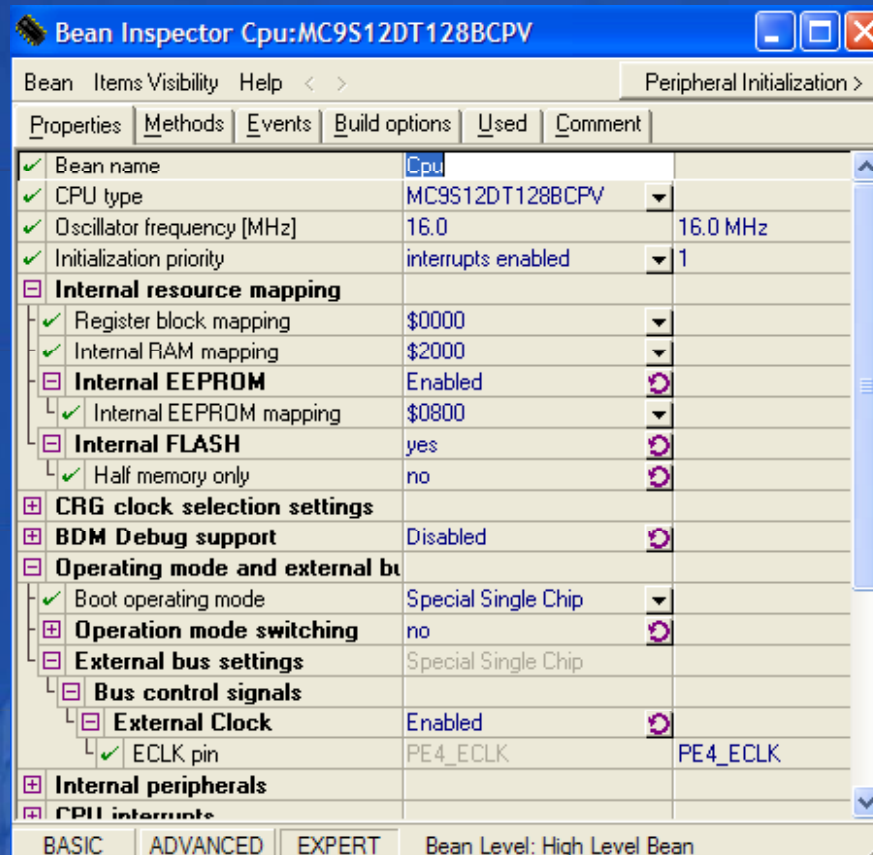 Bean Inspector Cpu:MC9S12DT128BCPV
Bean Items Visibility Help < > Peripheral Initialization >
Properties Methods Events Build options Used Comment
Bean name Cpu
CPU type MC9S12DT128BCPV
Oscillator frequency [MHz] 16.0 16.0 MHz
Initialization priority interrupts enabled 1
Internal resource mapping
Register block mapping $0000
Internal RAM mapping $2000
Internal EEPROM Enabled
Internal EEPROM mapping $0800
Internal FLASH yes
Half memory only no
CRG clock selection settings
BDM Debug support Disabled
Operating mode and external bu
Boot operating mode Special Single Chip
Operation mode switching no
External bus settings Special Single Chip
Bus control signals
External Clock Enabled
ECLK pin PE4_ECLK PE4_ECLK
Internal peripherals
CPU interrupts
BASIC ADVANCED EXPERT Bean Level: High Level Bean